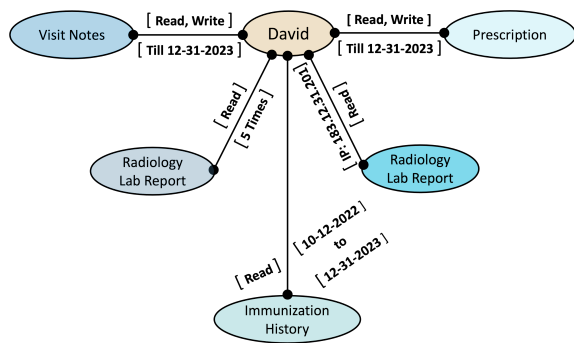 Visit Notes
[ Read, Write ]
[ Till 12-31-2023 ]
David
[ Read, Write ]
[ Till 12-31-2023 ]
Prescription
[ Read ]
[ 5 Times ]
[ IP: 183.12.31.201]
[ Read ]
Radiology
Lab Report
Radiology
Lab Report
[ Read ]
[ 10-12-2022 ]
to
[ 12-31-2023 ]
Immunization
History